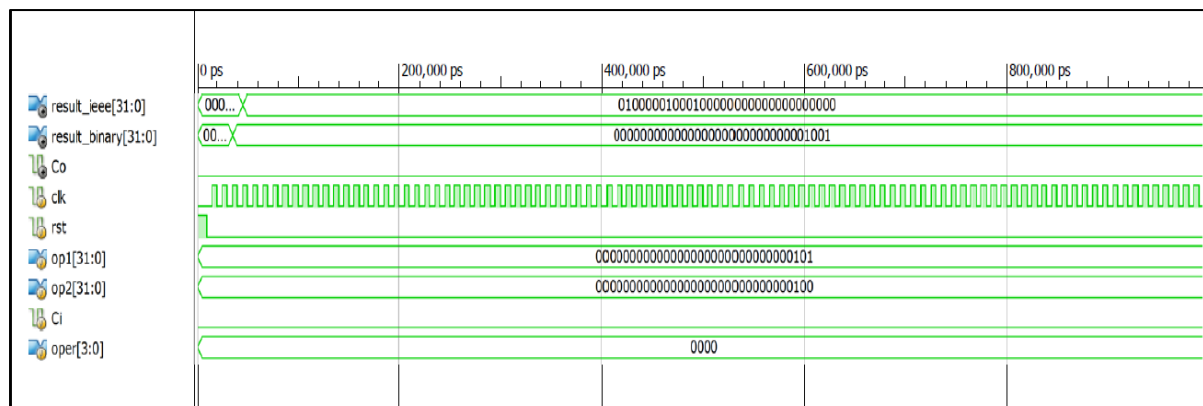 0 ps 200,000 ps 400,000 ps 600,000 ps 800,000 ps
result_ieee[31:0] 000... 01000001000100000000000000000000
result_binary[31:0] 00... 00000000000000000000000000001001
Co
clk
rst
op1[31:0] 00000000000000000000000000000101
op2[31:0] 00000000000000000000000000000100
Ci
oper[3:0] 0000